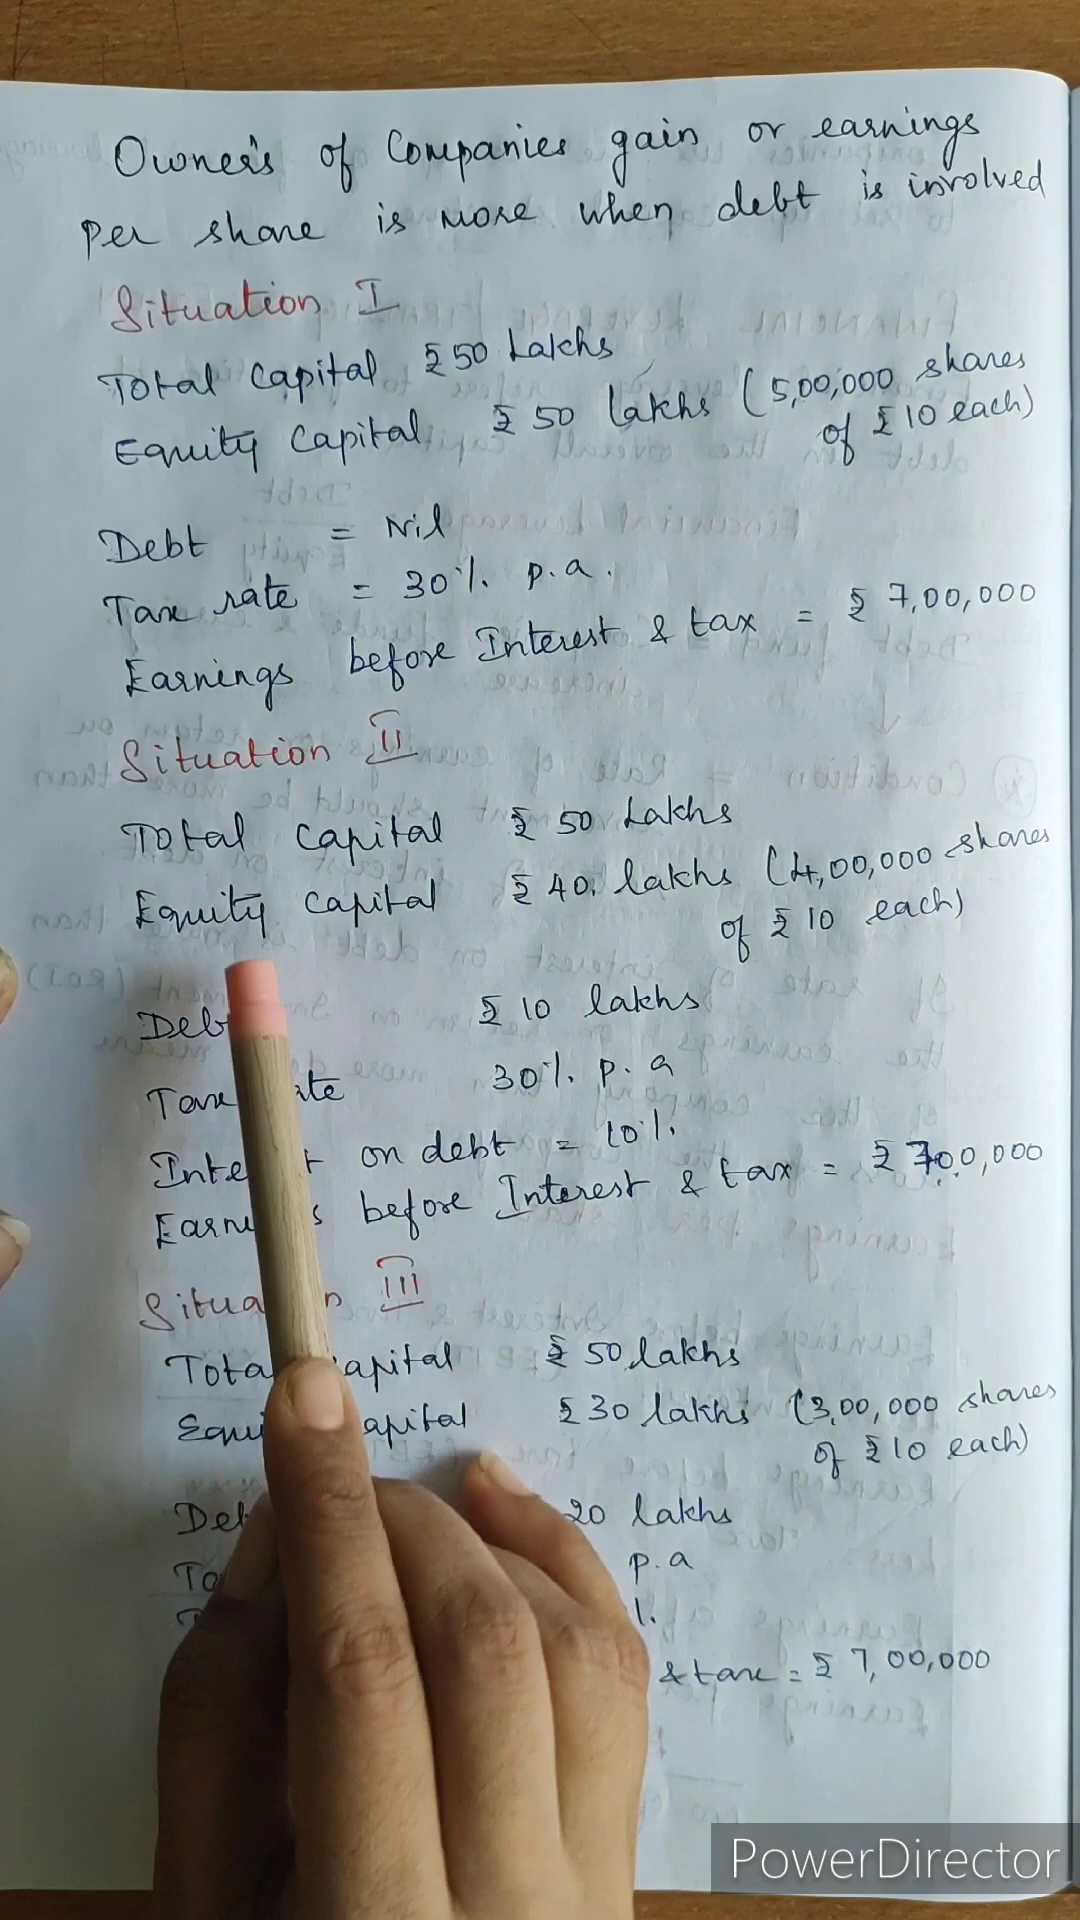 Owner's of Companies gain or earnings
Per share is more when debt is involved
Situation I
Total Capital ₹ 50 Lakhs
Equity Capital ₹ 50 lakhs (5,00,000 shares
of ₹ 10 each)
Debt = Nil
Tax rate = 30%. p.a.
Earnings before Interest & tax = ₹ 7,00,000
Situation II
Total Capital ₹ 50 Lakhs
Equity Capital ₹ 40. lakhs (4,00,000 shares
of ₹ 10 each)
₹ 10 lakhs
30%. p.a
on debt = 10%.
before Interest & tax = ₹ 700,000
III
₹ 50 lakhs
₹ 30 lakhs (3,00,000 shares
of ₹ 10 each)
20 lakhs
p.a
& tax = ₹ 7,00,000
PowerDirector